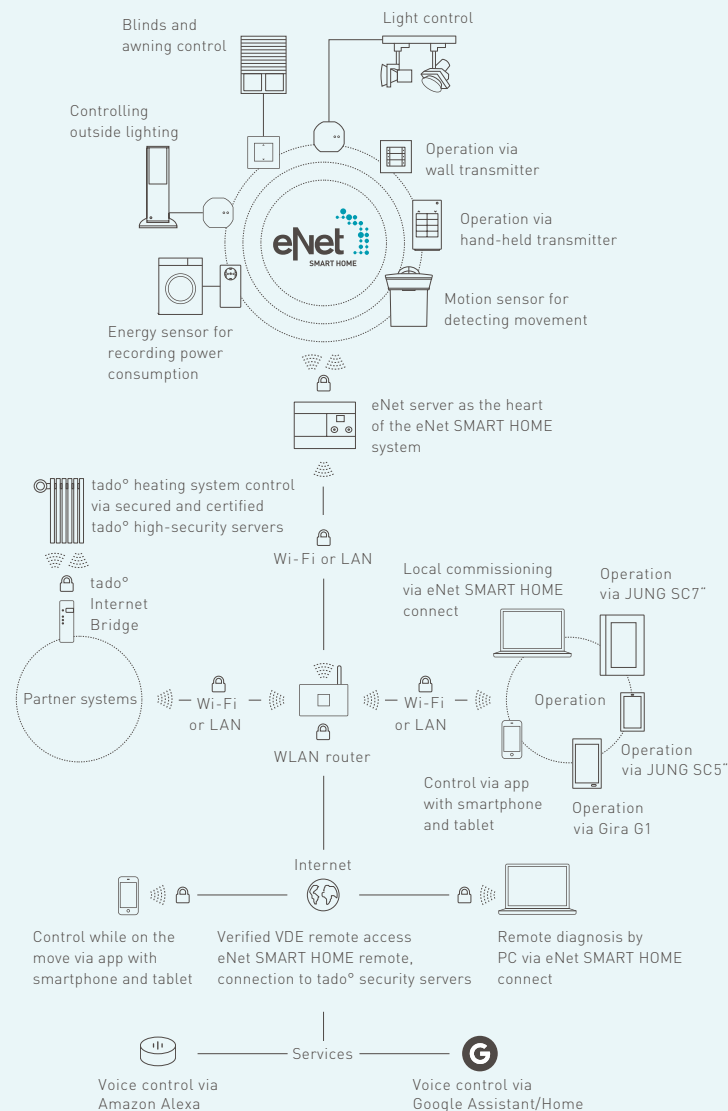 Blinds and
awning control
Light control
Controlling
outside lighting
Operation via
wall transmitter
eNet
SMART HOME
Operation via
hand-held transmitter
Motion sensor for
detecting movement
Energy sensor for
recording power
consumption
eNet server as the heart
of the eNet SMART HOME
system
tado° heating system control
via secured and certified
tado° high-security servers
Wi-Fi or LAN
tado°
Internet
Bridge
Local commissioning
via eNet SMART HOME
connect
Operation
via JUNG SC7“
Partner systems
Wi-Fi
or LAN
Wi-Fi
or LAN
Operation
WLAN router
Operation
via JUNG SC5“
Control via app
with smartphone
and tablet
Operation
via Gira G1
Internet
Control while on the
move via app with
smartphone and tablet
Verified VDE remote access
eNet SMART HOME remote,
connection to tado° security servers
Remote diagnosis by
PC via eNet SMART HOME
connect
Services
G
Voice control via
Amazon Alexa
Voice control via
Google Assistant/Home